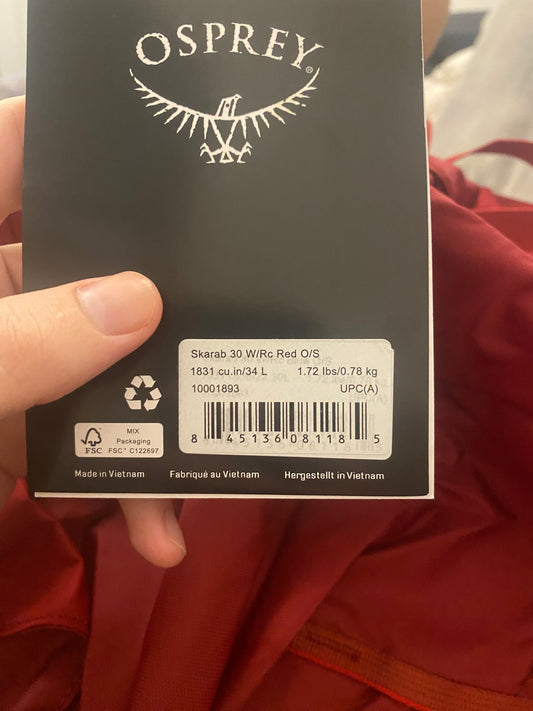 OSPREY®
Skarab 30 W/Rc Red O/S
1831 cu.in/34 L 1.72 lbs/0.78 kg
10001893 UPC(A)
8 45136 08118 5
MIX
Packaging
FSC™ C122697
FSC
Made in Vietnam Fabriqué au Vietnam Hergestellt in Vietnam